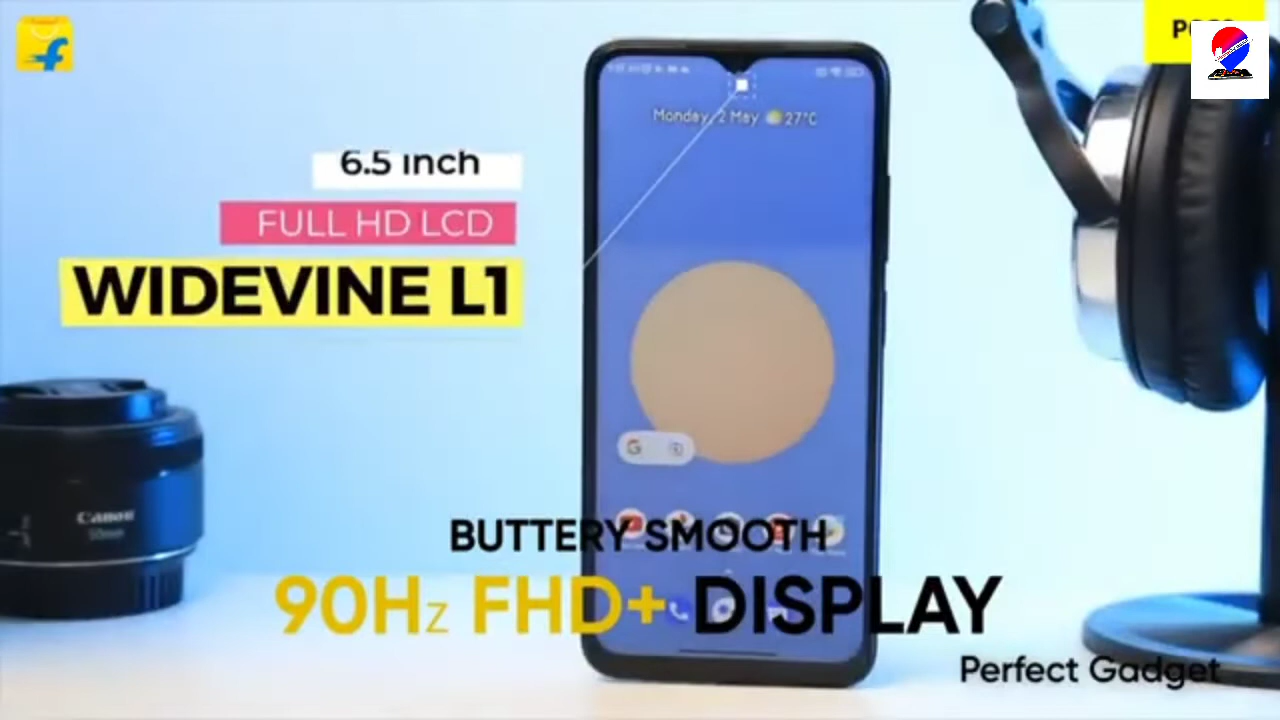 6.5 inch
FULL HD LCD
WIDEVINE L1
Monday, 2 May 27°C
G
Canon
50mm
BUTTERY SMOOTH
90Hz FHD+ DISPLAY
Perfect Gadget